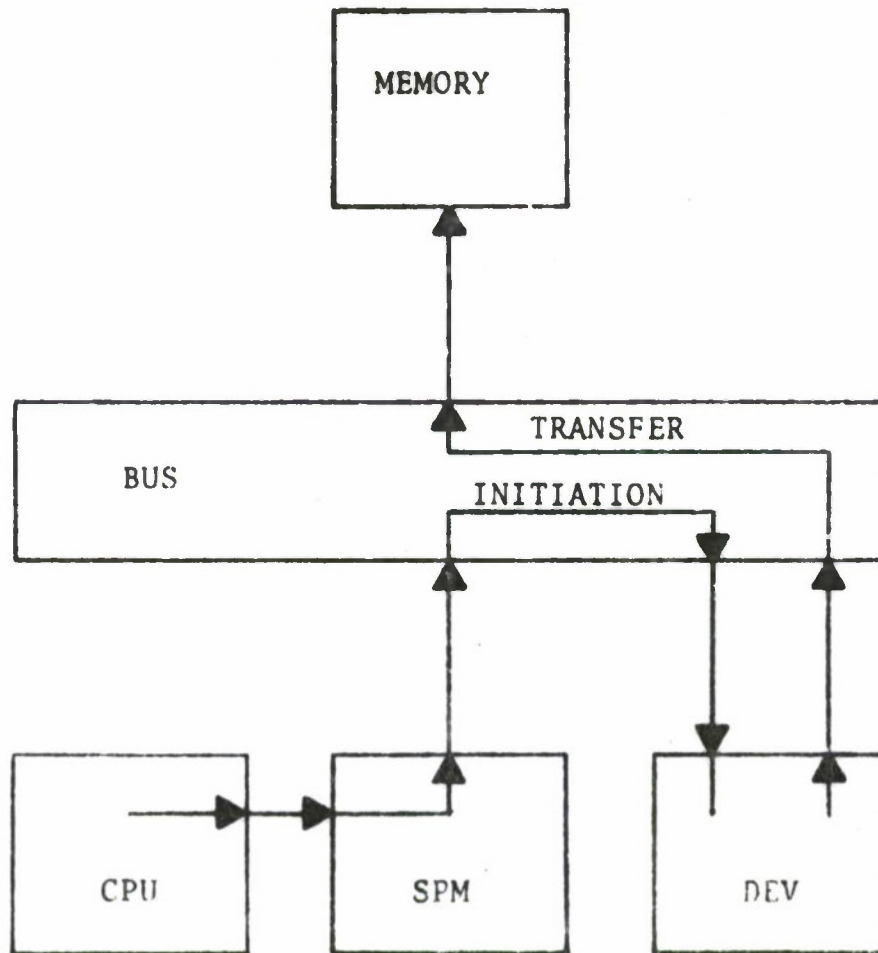 MEMORY
TRANSFER
BUS
INITIATION
CPU
SPM
DEV